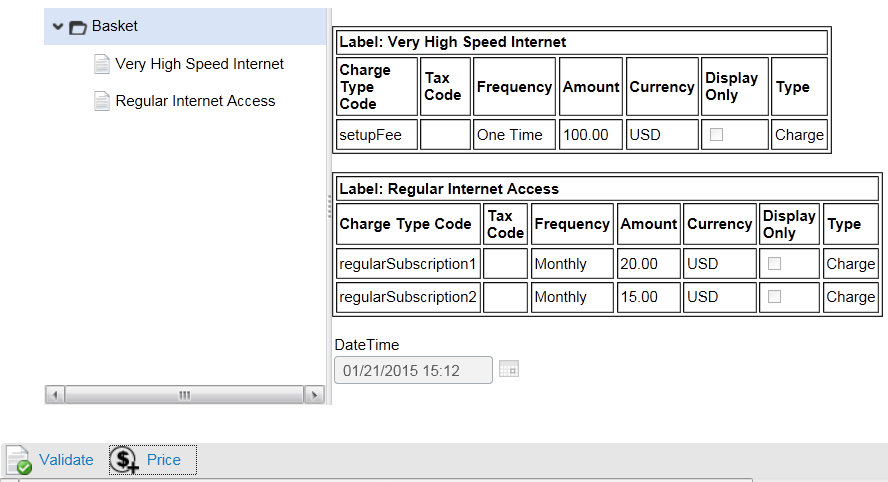 Basket
Very High Speed Internet
Regular Internet Access
Label: Very High Speed Internet
Charge Type Code Tax Code Frequency Amount Currency Display Only Type
setupFee One Time 100.00 USD Charge
Label: Regular Internet Access
Charge Type Code Tax Code Frequency Amount Currency Display Only Type
regularSubscription1 Monthly 20.00 USD Charge
regularSubscription2 Monthly 15.00 USD Charge
DateTime
01/21/2015 15:12
Validate Price